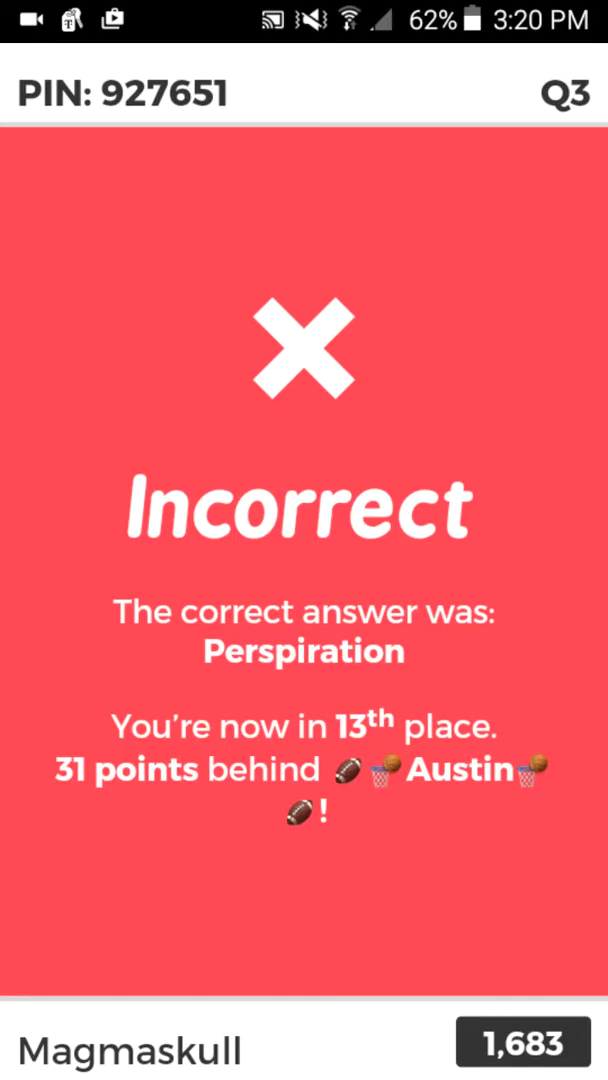 62% 3:20 PM
PIN: 927651 Q3
Incorrect
The correct answer was:
Perspiration
You're now in 13th place.
31 points behind 🏈🏀Austin🏀
🏈!
Magmaskull 1,683